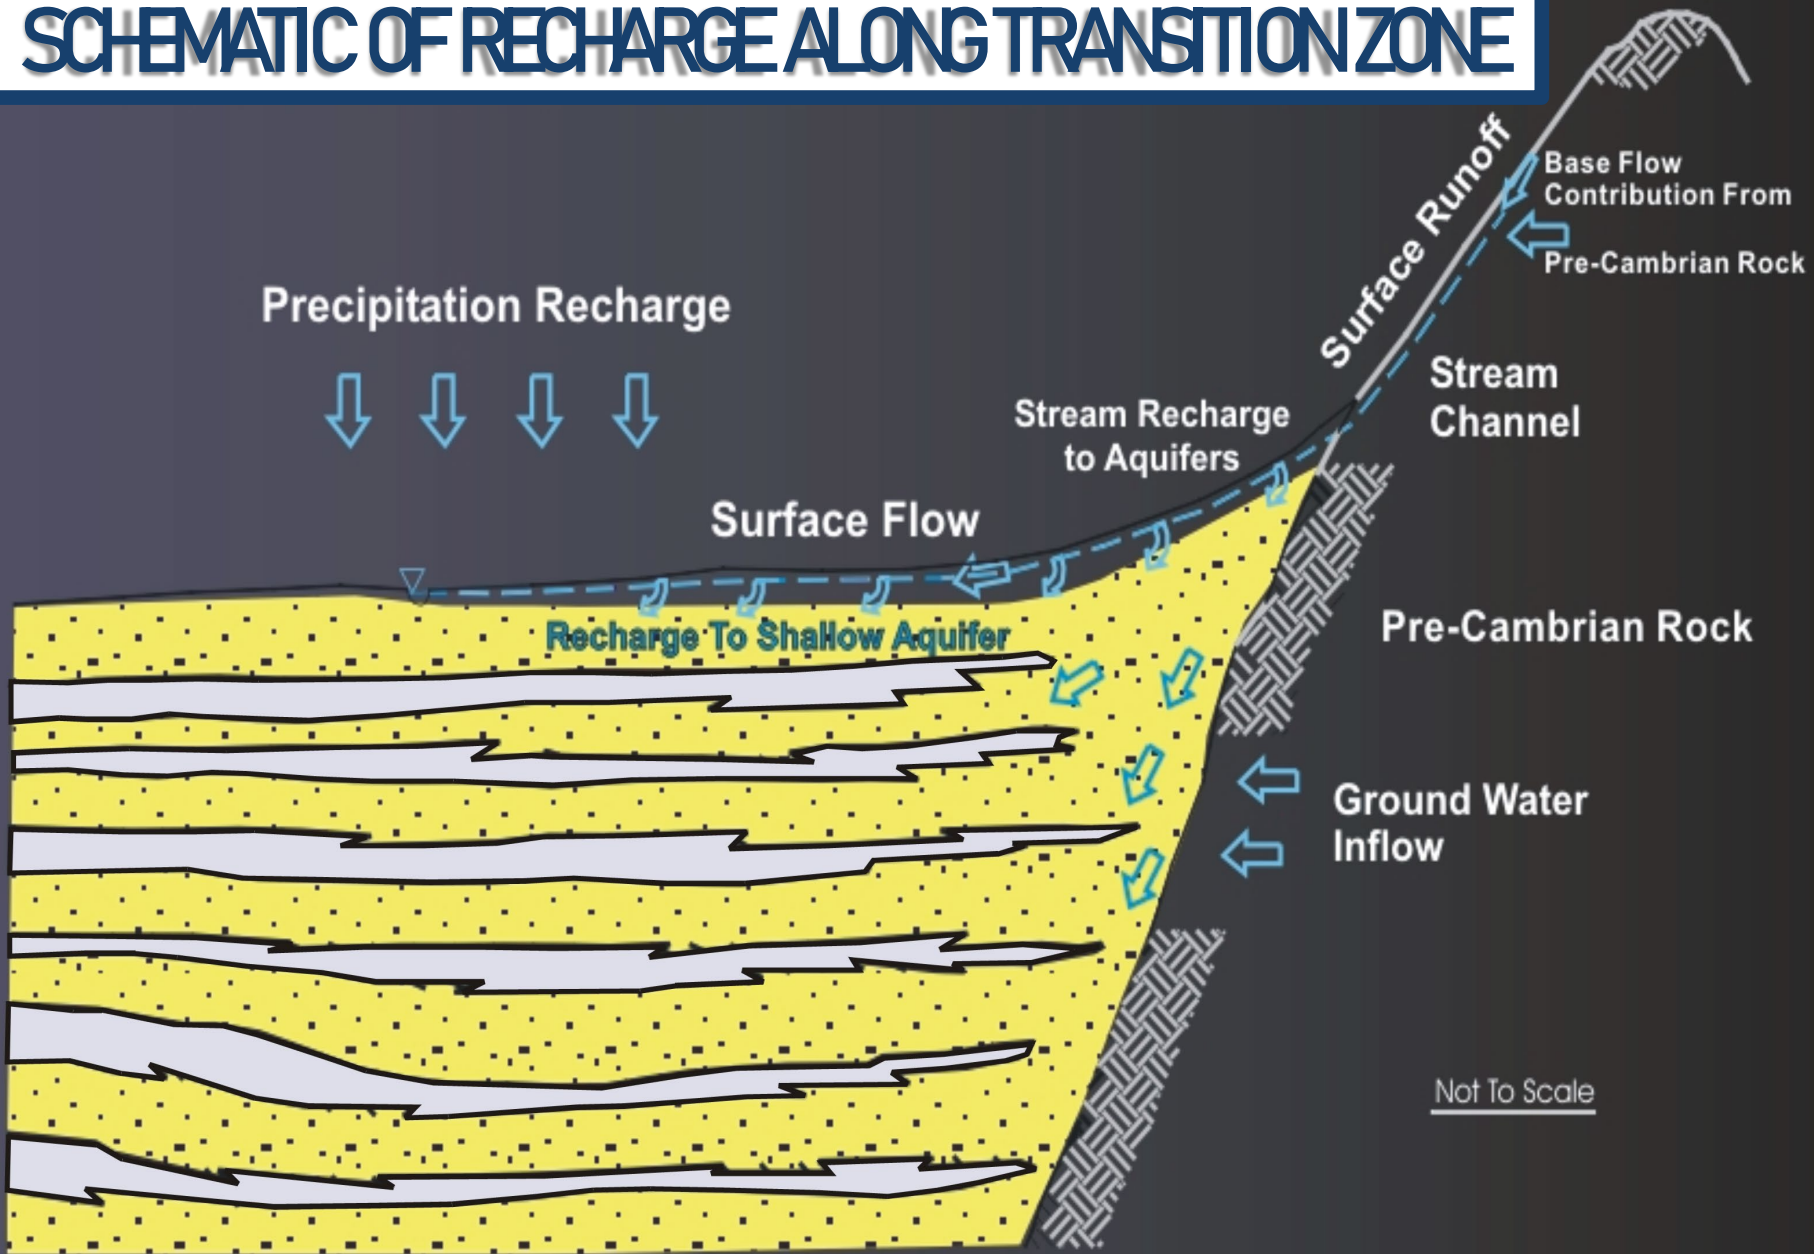 SCHEMATIC OF RECHARGE ALONG TRANSITION ZONE
Surface Runoff
Base Flow
Contribution From
Pre-Cambrian Rock
Precipitation Recharge
Stream
Channel
Stream Recharge
to Aquifers
Surface Flow
Recharge To Shallow Aquifer
Pre-Cambrian Rock
Ground Water
Inflow
Not To Scale